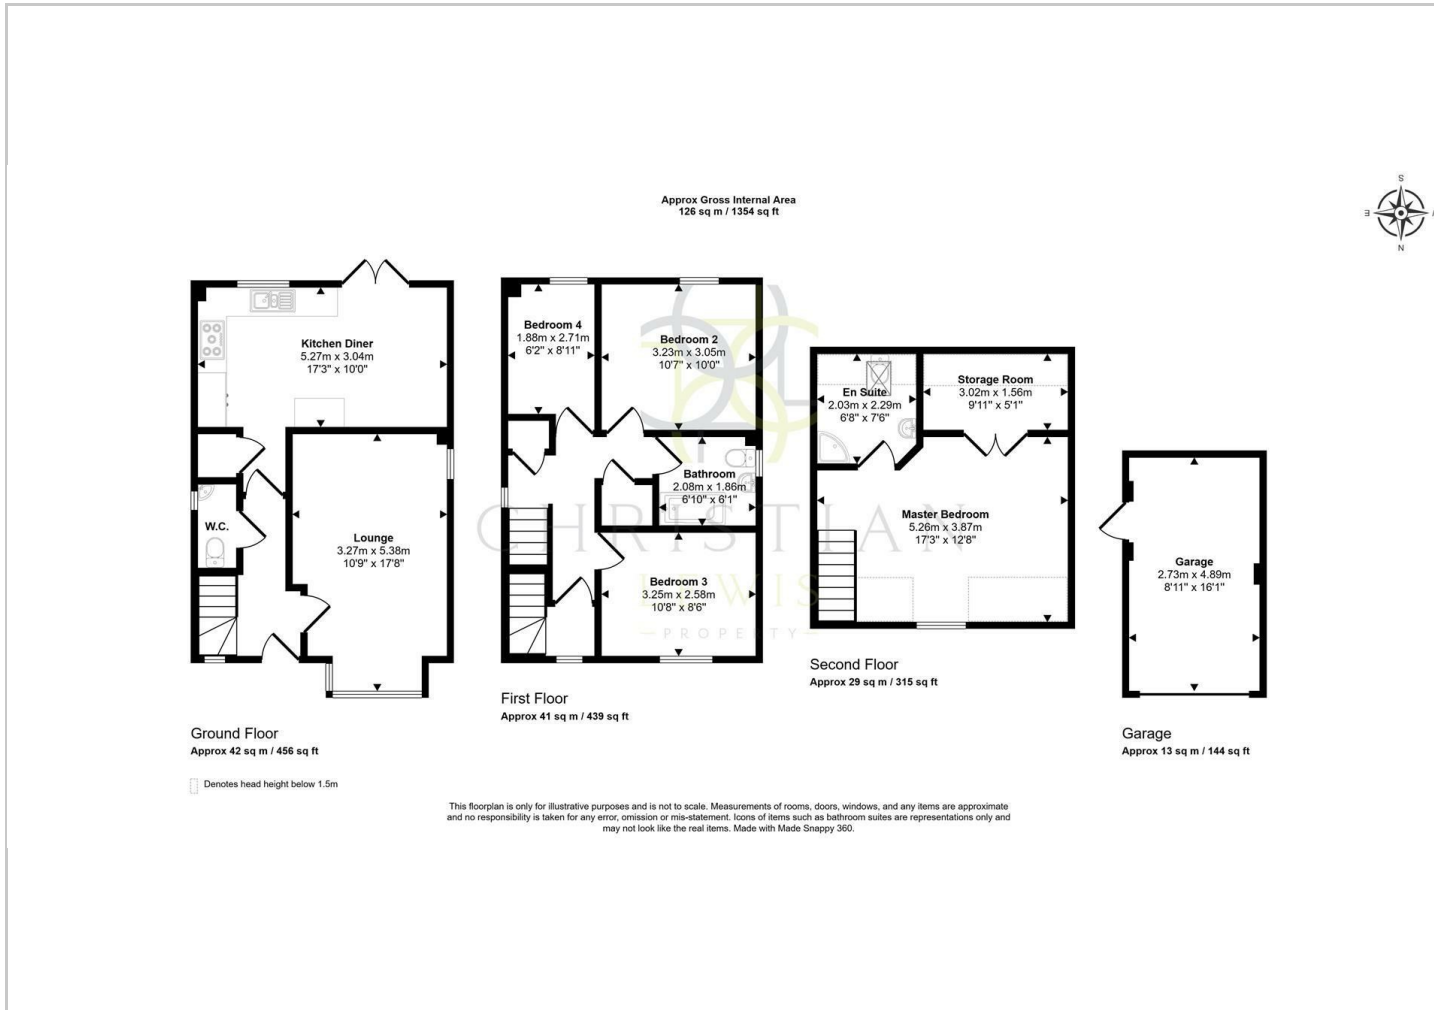 Approx Gross Internal Area
126 sq m / 1354 sq ft
S
E
N
Kitchen Diner
5.27m x 3.04m
17'3" x 10'0"
W.C.
Lounge
3.27m x 5.38m
10'9" x 17'8"
Ground Floor
Approx 42 sq m / 456 sq ft
Denotes head height below 1.5m
Bedroom 4
1.88m x 2.71m
6'2" x 8'11"
Bedroom 2
3.23m x 3.05m
10'7" x 10'0"
Bathroom
2.08m x 1.86m
6'10" x 6'1"
Bedroom 3
3.25m x 2.58m
10'8" x 8'6"
First Floor
Approx 41 sq m / 439 sq ft
En Suite
2.03m x 2.29m
6'8" x 7'6"
Storage Room
3.02m x 1.56m
9'11" x 5'1"
Master Bedroom
5.26m x 3.87m
17'3" x 12'8"
Second Floor
Approx 29 sq m / 315 sq ft
Garage
2.73m x 4.89m
8'11" x 16'1"
Garage
Approx 13 sq m / 144 sq ft
CHRISTIAN
LEWIS
PROPERTY
This floorplan is only for illustrative purposes and is not to scale. Measurements of rooms, doors, windows, and any items are approximate
and no responsibility is taken for any error, omission or mis-statement. Icons of items such as bathroom suites are representations only and
may not look like the real items. Made with Made Snappy 360.